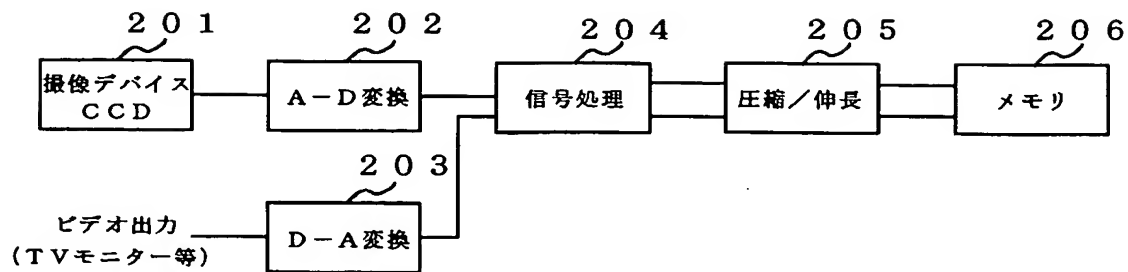 ２０１
２０２
２０４
２０５
２０６
撮像デバイス
ＣＣＤ
Ａ－Ｄ変換
信号処理
圧縮／伸長
メモリ
２０３
ビデオ出力
（ＴＶモニター等）
Ｄ－Ａ変換